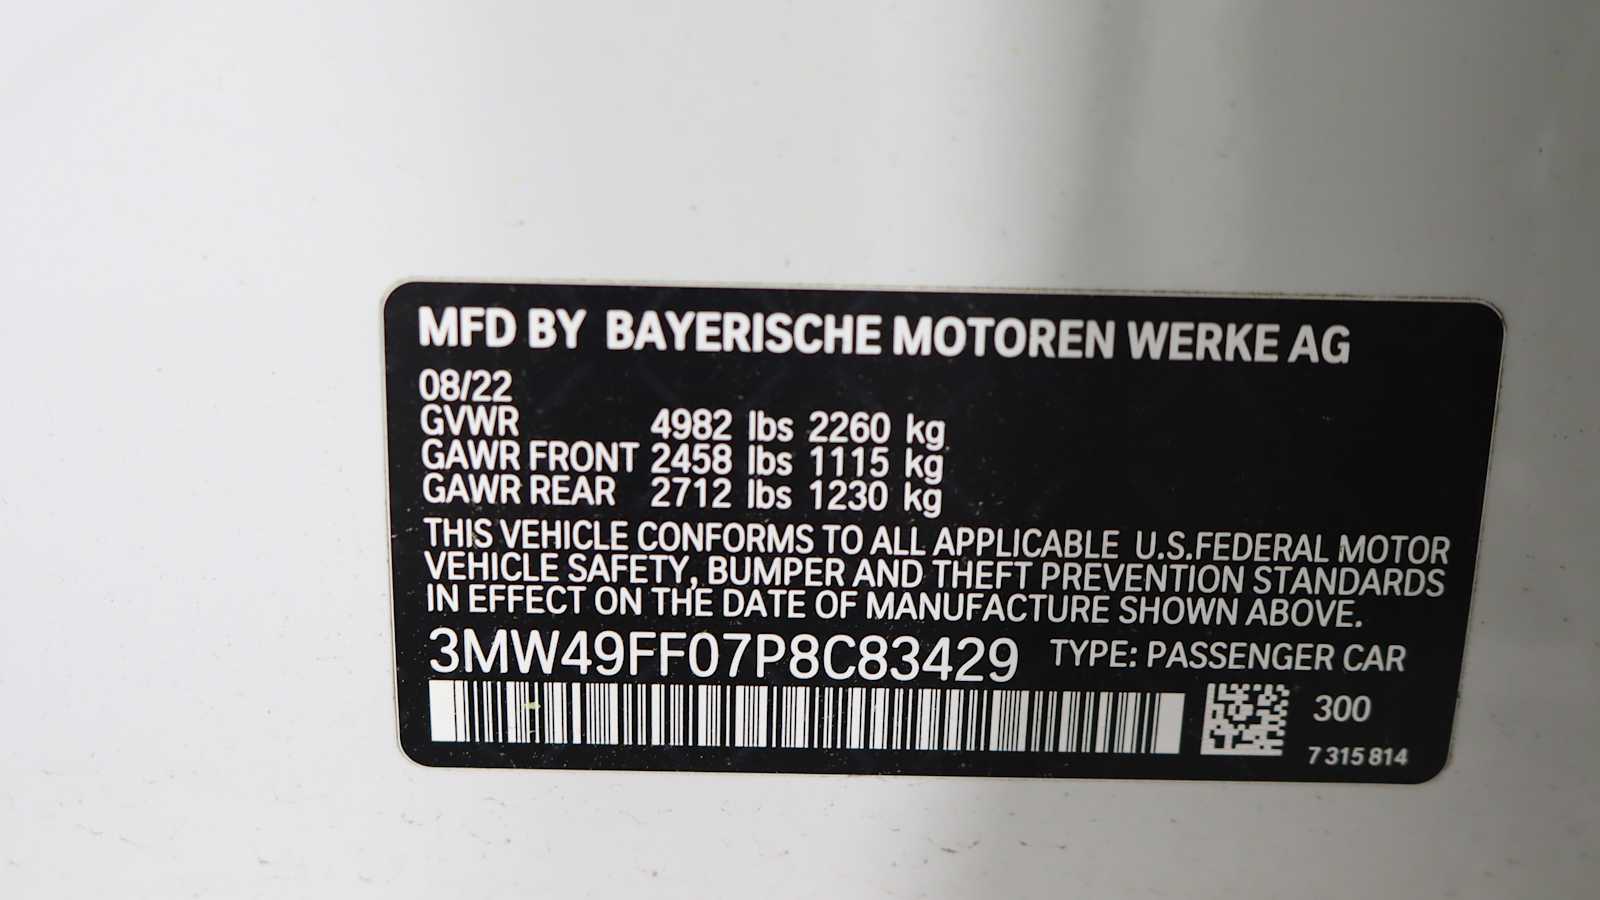 MFD BY BAYERISCHE MOTOREN WERKE AG
08/22
GVWR 4982 lbs 2260 kg
GAWR FRONT 2458 lbs 1115 kg
GAWR REAR 2712 lbs 1230 kg
THIS VEHICLE CONFORMS TO ALL APPLICABLE U.S.FEDERAL MOTOR
VEHICLE SAFETY, BUMPER AND THEFT PREVENTION STANDARDS
IN EFFECT ON THE DATE OF MANUFACTURE SHOWN ABOVE.
3MW49FF07P8C83429 TYPE: PASSENGER CAR
300
7 315 814